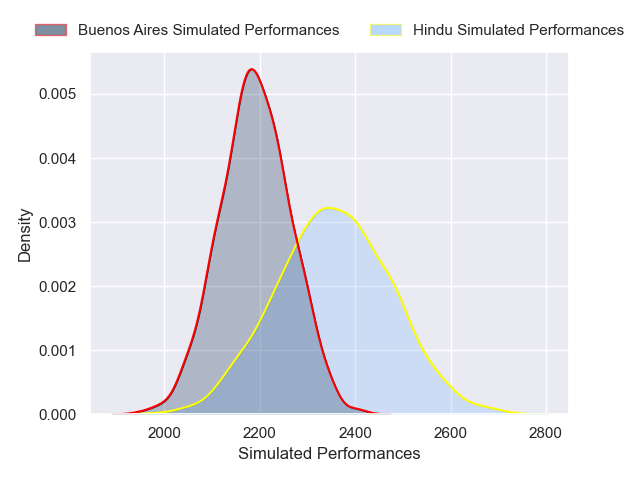 Buenos Aires Simulated Performances Hindu Simulated Performances
0.005
0.004
0.003
0.002
0.001
0.000
Density
2000 2200 2400 2600 2800
Simulated Performances